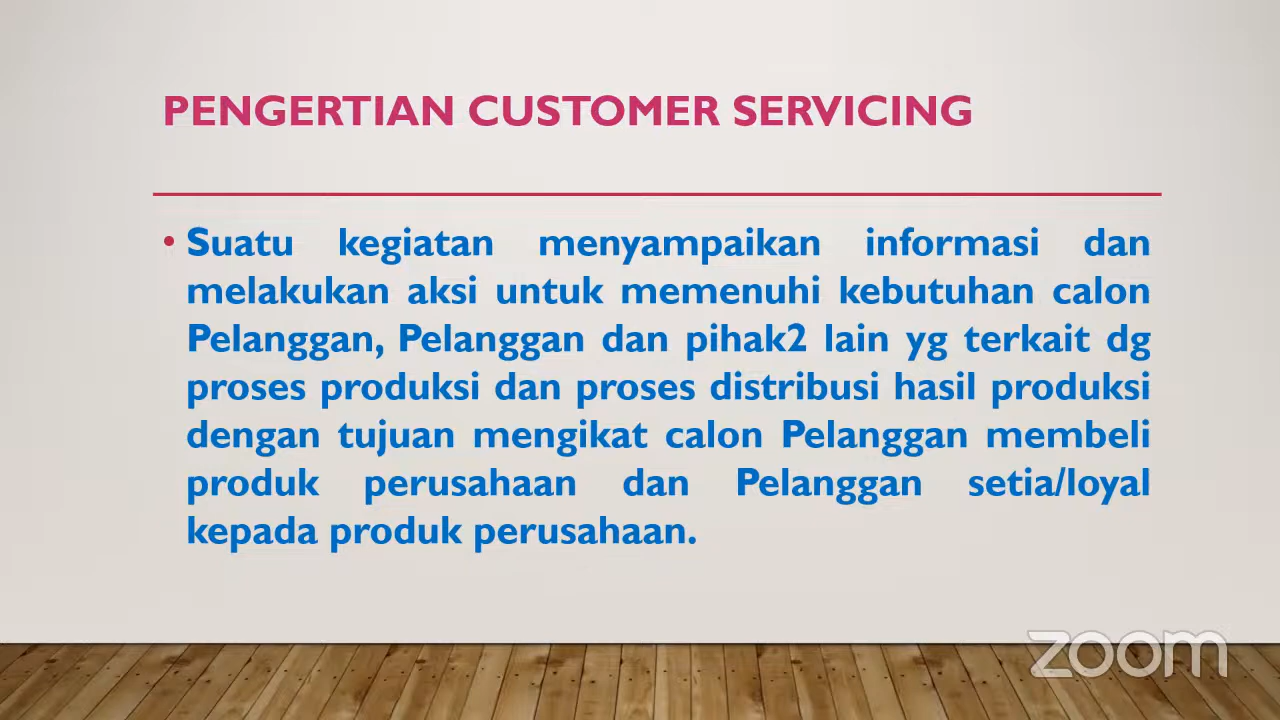 PENGERTIAN CUSTOMER SERVICING
• Suatu kegiatan menyampaikan informasi dan
melakukan aksi untuk memenuhi kebutuhan calon
Pelanggan, Pelanggan dan pihak2 lain yg terkait dg
proses produksi dan proses distribusi hasil produksi
dengan tujuan mengikat calon Pelanggan membeli
produk perusahaan dan Pelanggan setia/loyal
kepada produk perusahaan.
zoom